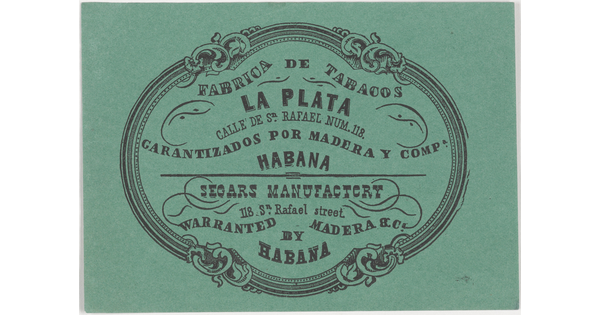 FABRICA DE TABACOS
LA PLATA
CALLE DE Sn. RAFAEL NUM. 118.
GARANTIZADOS POR MADERA Y COMPa.
HABANA
SEGARS MANUFACTORY
118. Sn. Rafael street.
WARRANTED MADERA & Co.
BY
HABANA